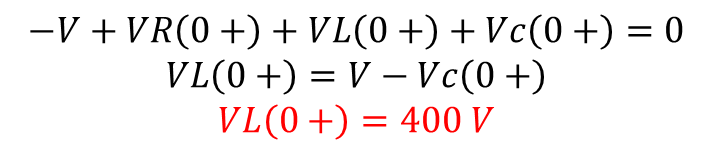 −V + VR(0 +) + VL(0 +) + Vc(0 +) = 0
VL(0 +) = V − Vc(0 +)
VL(0 +) = 400 V